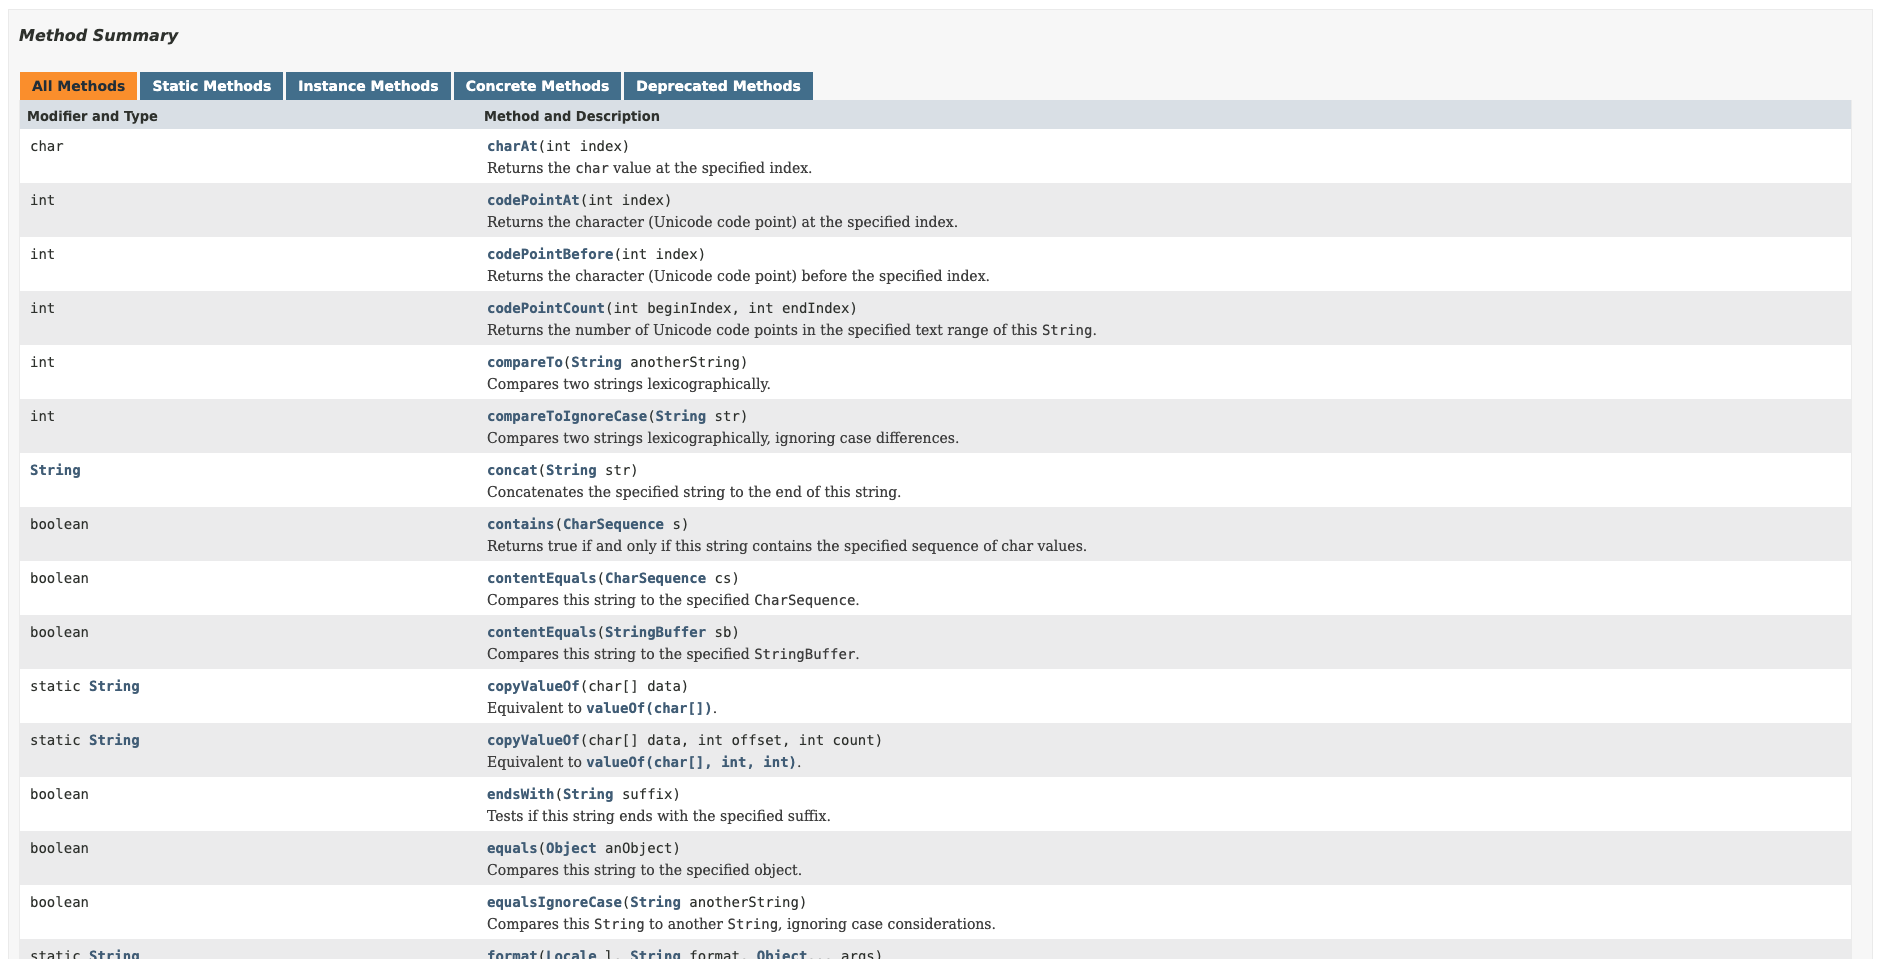 Method Summary
All Methods Static Methods Instance Methods Concrete Methods Deprecated Methods
Modifier and Type Method and Description
char charAt(int index)
Returns the char value at the specified index.
int codePointAt(int index)
Returns the character (Unicode code point) at the specified index.
int codePointBefore(int index)
Returns the character (Unicode code point) before the specified index.
int codePointCount(int beginIndex, int endIndex)
Returns the number of Unicode code points in the specified text range of this String.
int compareTo(String anotherString)
Compares two strings lexicographically.
int compareToIgnoreCase(String str)
Compares two strings lexicographically, ignoring case differences.
String concat(String str)
Concatenates the specified string to the end of this string.
boolean contains(CharSequence s)
Returns true if and only if this string contains the specified sequence of char values.
boolean contentEquals(CharSequence cs)
Compares this string to the specified CharSequence.
boolean contentEquals(StringBuffer sb)
Compares this string to the specified StringBuffer.
static String copyValueOf(char[] data)
Equivalent to valueOf(char[]).
static String copyValueOf(char[] data, int offset, int count)
Equivalent to valueOf(char[], int, int).
boolean endsWith(String suffix)
Tests if this string ends with the specified suffix.
boolean equals(Object anObject)
Compares this string to the specified object.
boolean equalsIgnoreCase(String anotherString)
Compares this String to another String, ignoring case considerations.
static String format(Locale l, String format, Object... args)